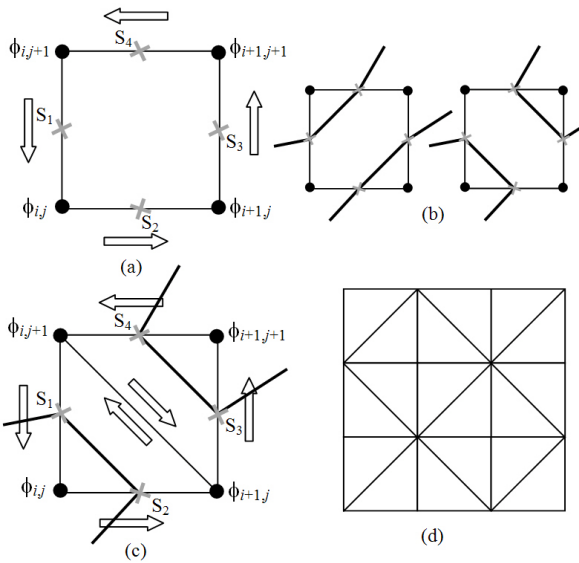 S₄
ϕi,j+1 ϕi+1,j+1
S₁
S₃
ϕi,j ϕi+1,j
S₂
(a)
(b)
S₄
ϕi,j+1 ϕi+1,j+1
S₁
S₃
ϕi,j ϕi+1,j
S₂
(c)
(d)